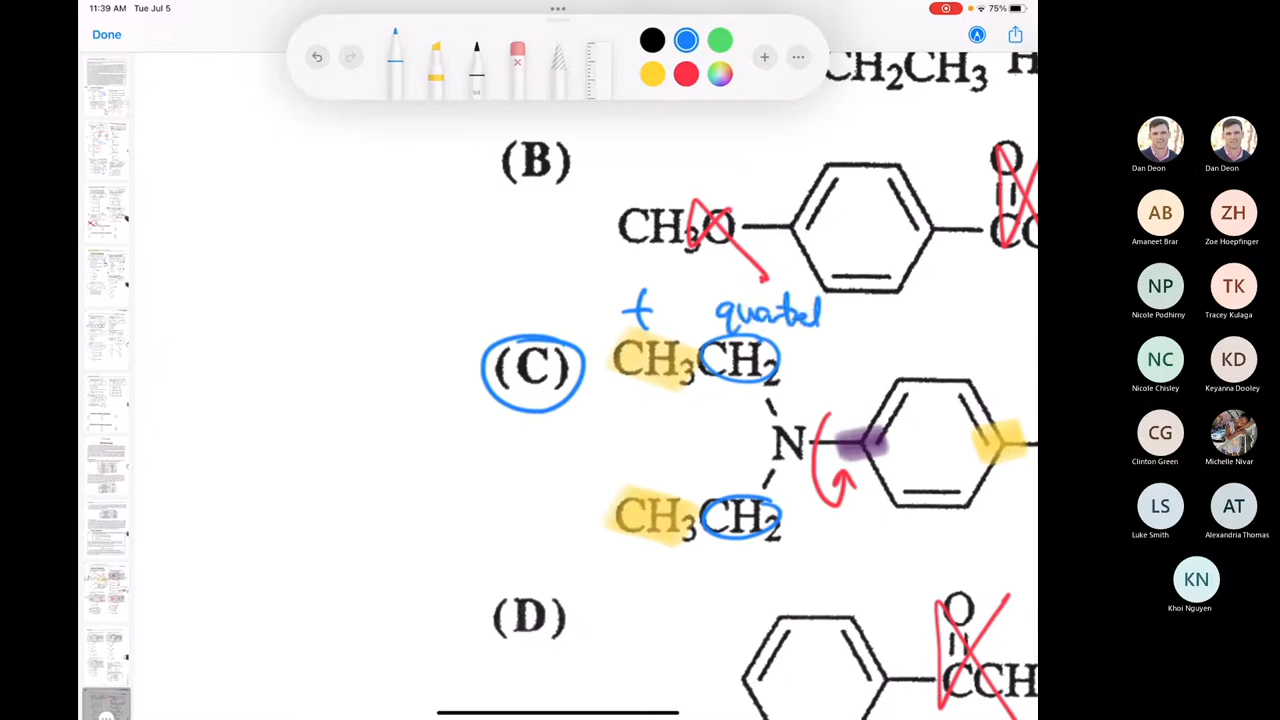 11:39 AM Tue Jul 5
75%
Done
CH₂CH₃ H
(B)
O
CH₂O
C
t quartet
(C)
CH₃CH₂
N
CH₃CH₂
(D)
O
CCH
Dan Deon
Dan Deon
AB
Amaneet Brar
ZH
Zoe Hoepfinger
NP
Nicole Podhirny
TK
Tracey Kulaga
NC
Nicole Chisley
KD
Keyanna Dooley
CG
Clinton Green
Michelle Nivar
LS
Luke Smith
AT
Alexandria Thomas
KN
Khoi Nguyen